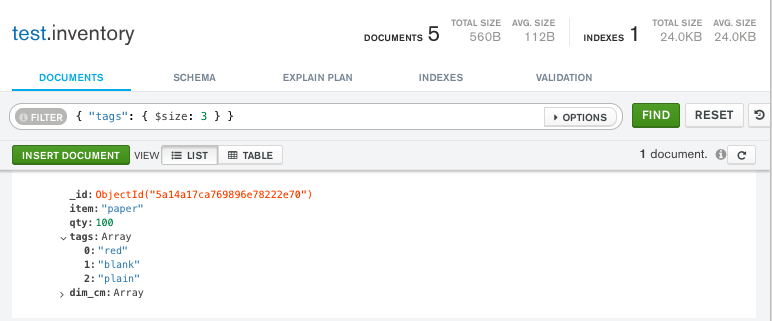 test.inventory
DOCUMENTS 5 TOTAL SIZE 560B AVG. SIZE 112B INDEXES 1 TOTAL SIZE 24.0KB AVG. SIZE 24.0KB
DOCUMENTS SCHEMA EXPLAIN PLAN INDEXES VALIDATION
FILTER { "tags": { $size: 3 } } OPTIONS FIND RESET
INSERT DOCUMENT VIEW LIST TABLE 1 document.
_id: ObjectId("5a14a17ca769896e78222e70")
item: "paper"
qty: 100
tags: Array
0: "red"
1: "blank"
2: "plain"
dim_cm: Array